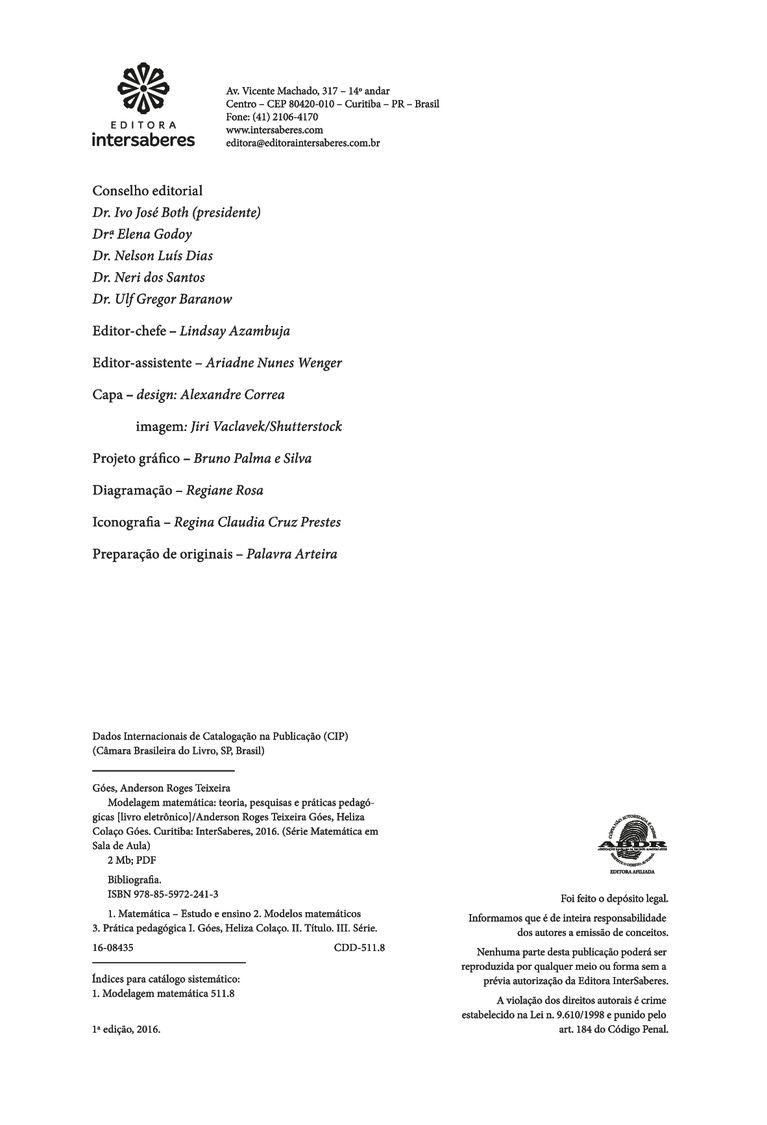 EDITORA
intersaberes
Av. Vicente Machado, 317 – 14º andar
Centro – CEP 80420-010 – Curitiba – PR – Brasil
Fone: (41) 2106-4170
www.intersaberes.com
editora@editoraintersaberes.com.br
Conselho editorial
Dr. Ivo José Both (presidente)
Drª Elena Godoy
Dr. Nelson Luís Dias
Dr. Neri dos Santos
Dr. Ulf Gregor Baranow
Editor-chefe – Lindsay Azambuja
Editor-assistente – Ariadne Nunes Wenger
Capa – design: Alexandre Correa
imagem: Jiri Vaclavek/Shutterstock
Projeto gráfico – Bruno Palma e Silva
Diagramação – Regiane Rosa
Iconografia – Regina Claudia Cruz Prestes
Preparação de originais – Palavra Arteira
Dados Internacionais de Catalogação na Publicação (CIP)
(Câmara Brasileira do Livro, SP, Brasil)
Góes, Anderson Roges Teixeira
Modelagem matemática: teoria, pesquisas e práticas pedagó-
gicas [livro eletrônico]/Anderson Roges Teixeira Góes, Heliza
Colaço Góes. Curitiba: InterSaberes, 2016. (Série Matemática em
Sala de Aula)
2 Mb; PDF
Bibliografia.
ISBN 978-85-5972-241-3
1. Matemática – Estudo e ensino 2. Modelos matemáticos
3. Prática pedagógica I. Góes, Heliza Colaço. II. Título. III. Série.
16-08435 CDD-511.8
Índices para catálogo sistemático:
1. Modelagem matemática 511.8
1ª edição, 2016.
ABDR
EDITORA AFILIADA
Foi feito o depósito legal.
Informamos que é de inteira responsabilidade
dos autores a emissão de conceitos.
Nenhuma parte desta publicação poderá ser
reproduzida por qualquer meio ou forma sem a
prévia autorização da Editora InterSaberes.
A violação dos direitos autorais é crime
estabelecido na Lei n. 9.610/1998 e punido pelo
art. 184 do Código Penal.